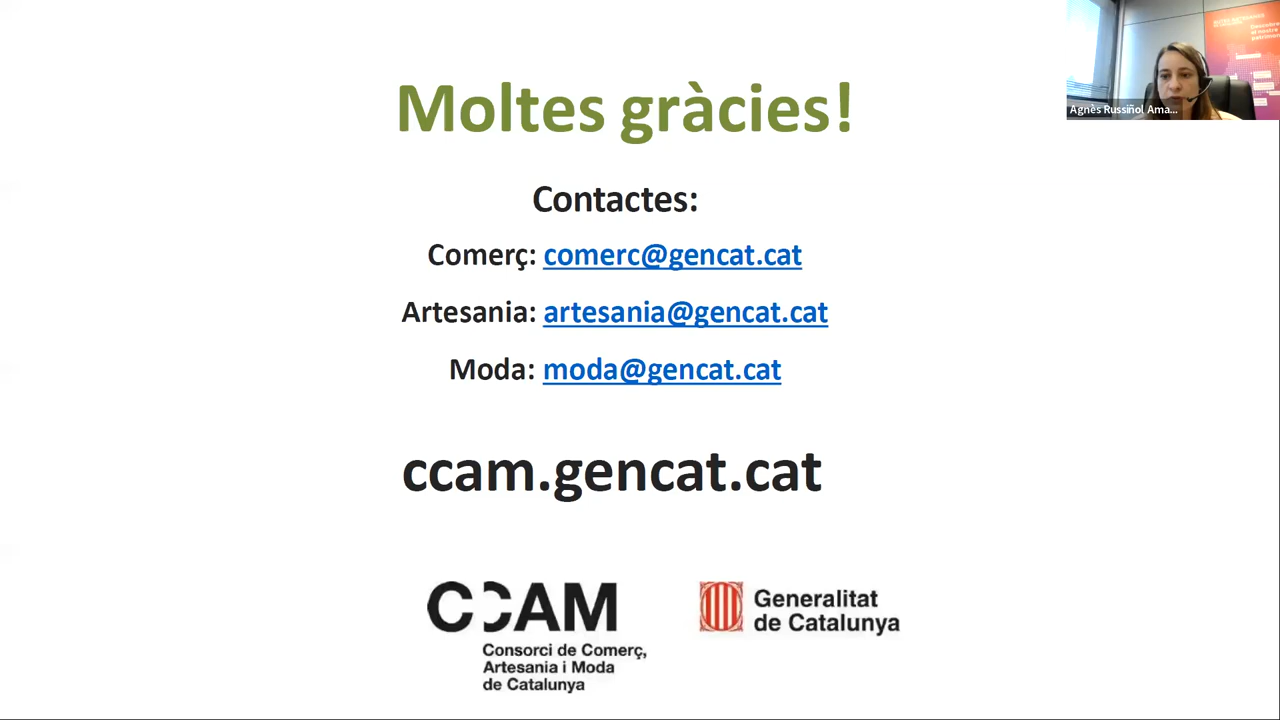 Moltes gràcies!
Contactes:
Comerç: comerc@gencat.cat
Artesania: artesania@gencat.cat
Moda: moda@gencat.cat
ccam.gencat.cat
CCAM
Consorci de Comerç,
Artesania i Moda
de Catalunya
Generalitat
de Catalunya
Agnès Russiñol Ama...